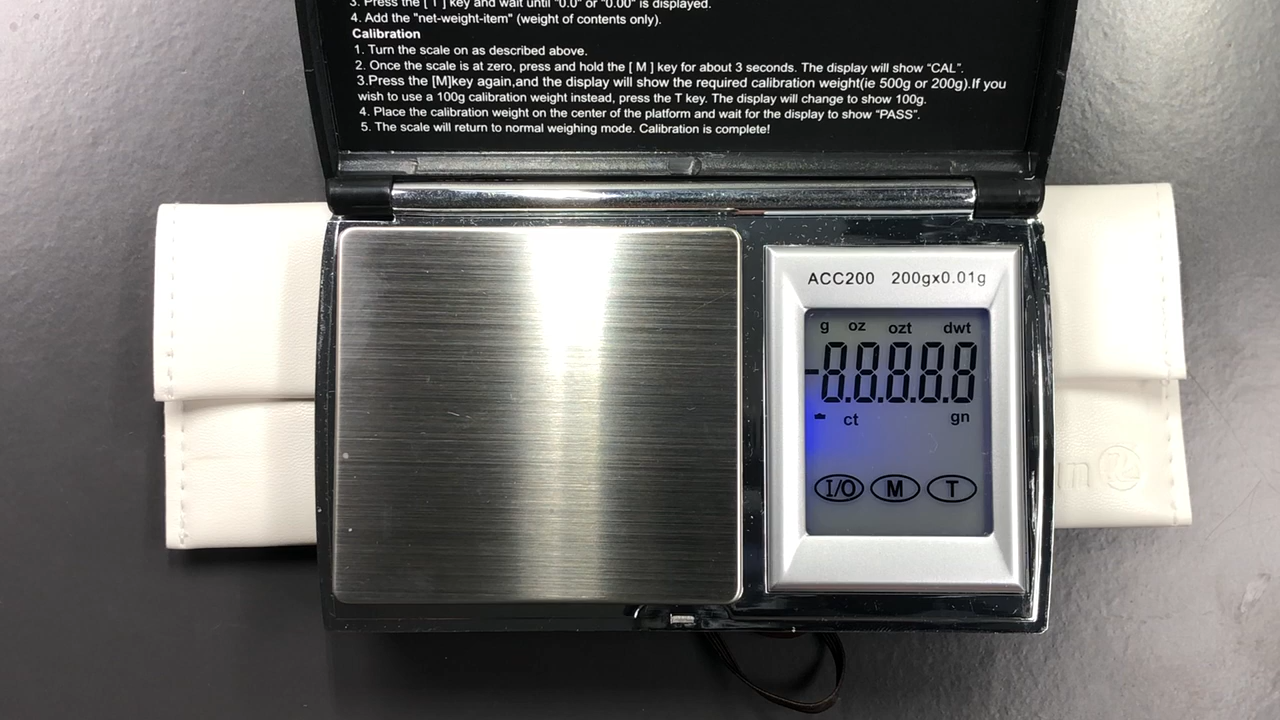 3. Press the [ T ] key and wait until "0.0" or "0.00" is displayed.
4. Add the "net-weight-item" (weight of contents only).
Calibration
1. Turn the scale on as described above.
2. Once the scale is at zero, press and hold the [ M ] key for about 3 seconds. The display will show “CAL”.
3.Press the [M]key again,and the display will show the required calibration weight(ie 500g or 200g).If you
wish to use a 100g calibration weight instead, press the T key. The display will change to show 100g.
4. Place the calibration weight on the center of the platform and wait for the display to show “PASS”.
5. The scale will return to normal weighing mode. Calibration is complete!
ACC200 200gx0.01g
g oz ozt dwt
-8.8.8.8.8
ct gn
I/O M T